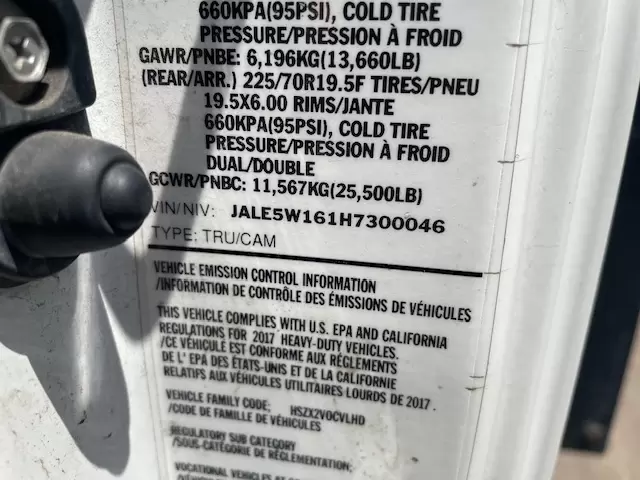 660KPA(95PSI), COLD TIRE
PRESSURE/PRESSION À FROID
GAWR/PNBE: 6,196KG(13,660LB)
(REAR/ARR.) 225/70R19.5F TIRES/PNEU
19.5X6.00 RIMS/JANTE
660KPA(95PSI), COLD TIRE
PRESSURE/PRESSION À FROID
DUAL/DOUBLE
GCWR/PNBC: 11,567KG(25,500LB)
VIN/NIV: JALE5W161H7300046
TYPE: TRU/CAM
VEHICLE EMISSION CONTROL INFORMATION
/INFORMATION DE CONTRÔLE DES ÉMISSIONS DE VÉHICULES
THIS VEHICLE COMPLIES WITH U.S. EPA AND CALIFORNIA
REGULATIONS FOR 2017 HEAVY-DUTY VEHICLES.
/CE VÉHICULE EST CONFORME AUX RÉGLEMENTS
DE L' EPA DES ÉTATS-UNIS ET DE LA CALIFORNIE
RELATIFS AUX VÉHICULES UTILITAIRES LOURDS DE 2017.
VEHICLE FAMILY CODE: HSZX2VOCVLHD
/CODE DE FAMILLE DE VÉHICULES
REGULATORY SUB CATEGORY
/SOUS-CATÉGORIE DE RÉGLEMENTATION:
VOCATIONAL VEHICLES AT